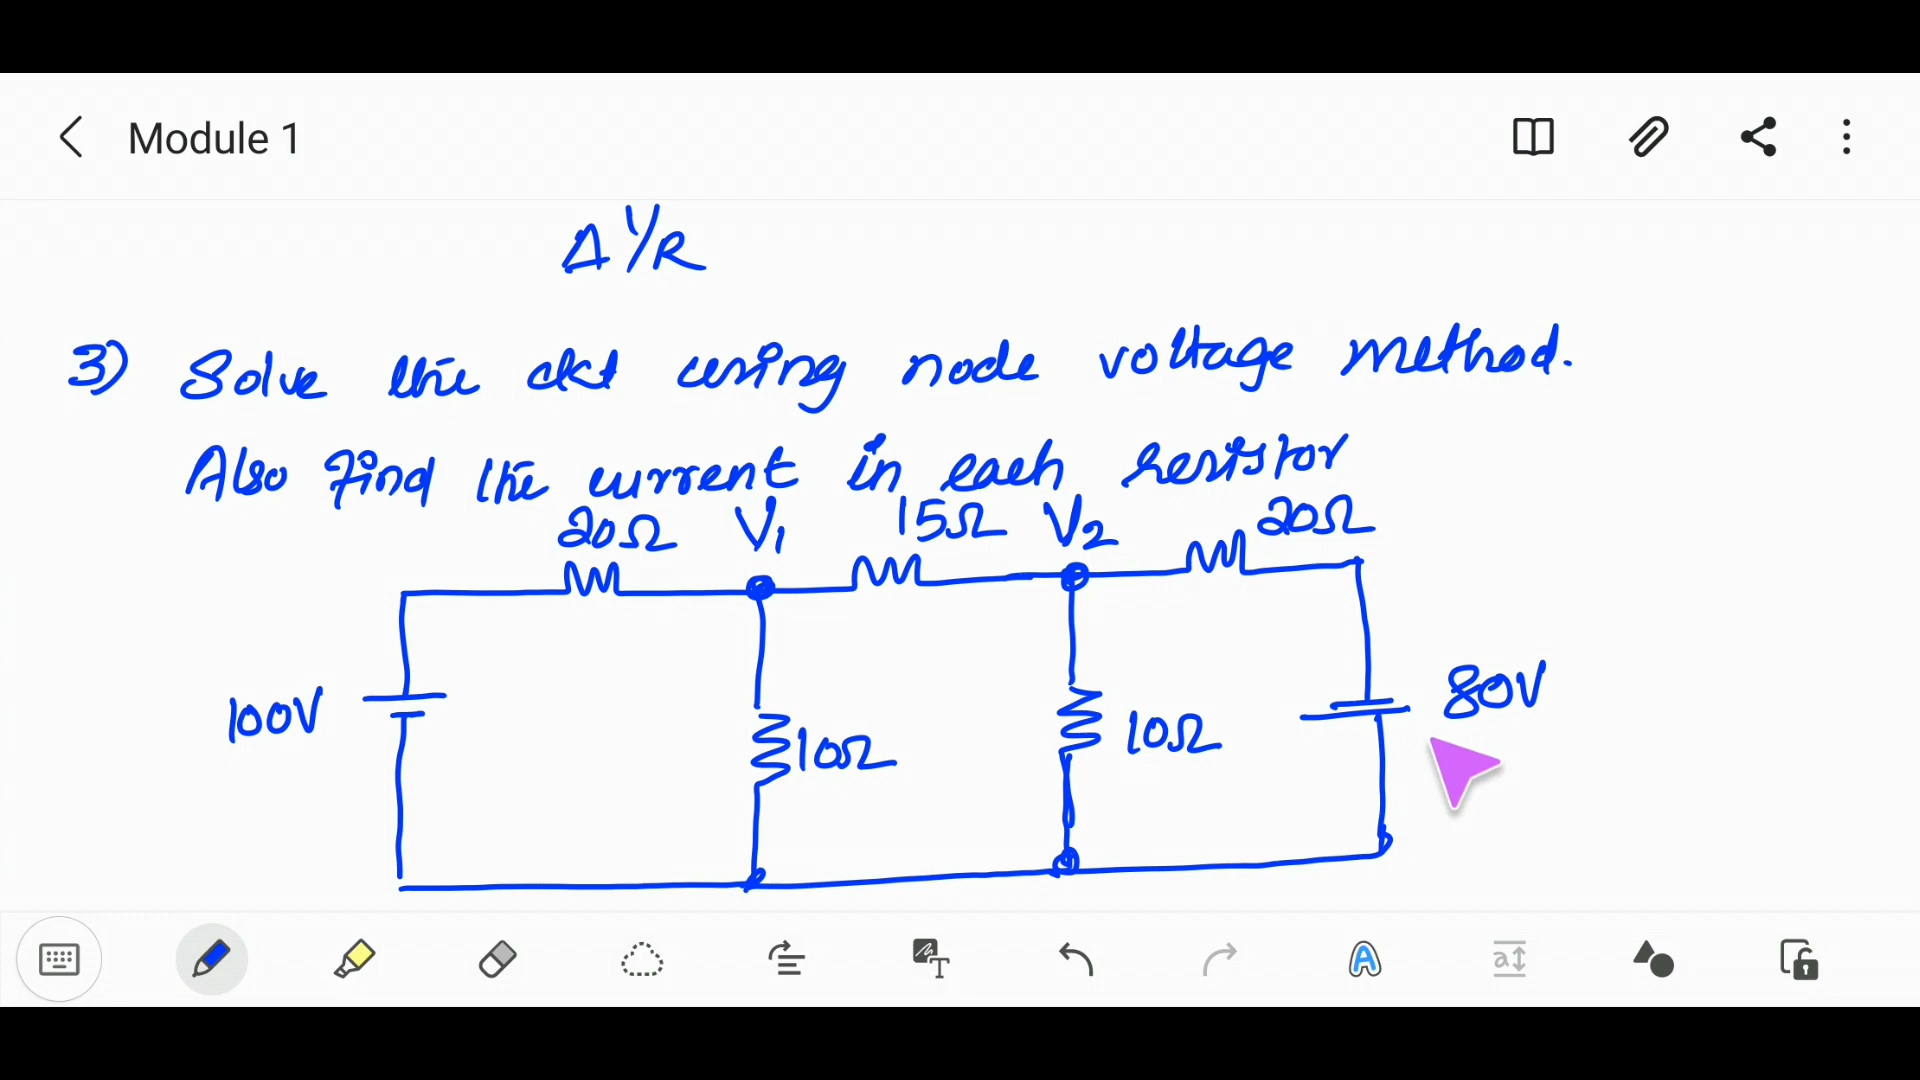 Module 1
Δ 1/R
3) Solve the ckt using node voltage method.
Also find the current in each resistor
20Ω V1 15Ω V2 20Ω
100V 10Ω 10Ω 80V